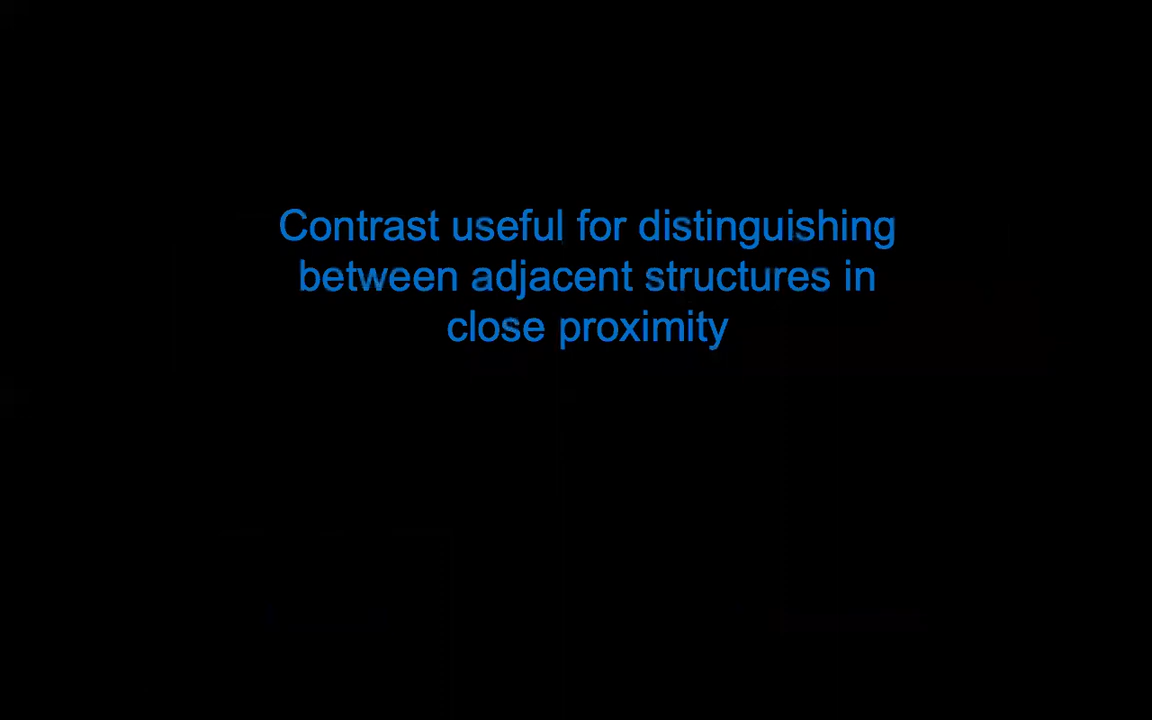 Contrast useful for distinguishing
between adjacent structures in
close proximity